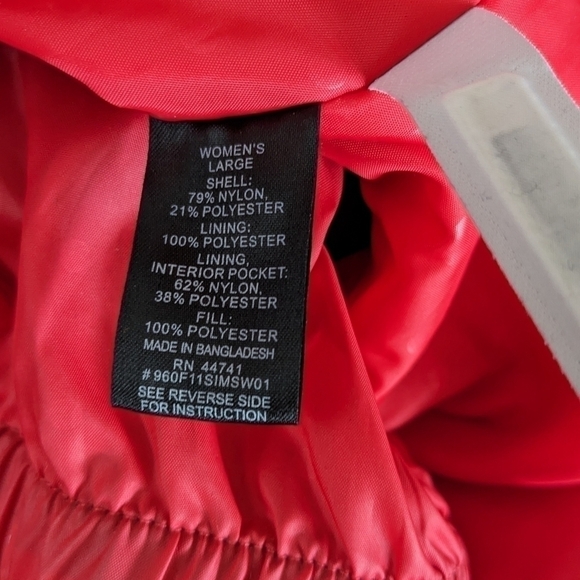 WOMEN'S
LARGE
SHELL:
79% NYLON,
21% POLYESTER
LINING:
100% POLYESTER
LINING,
INTERIOR POCKET:
62% NYLON,
38% POLYESTER
FILL:
100% POLYESTER
MADE IN BANGLADESH
RN 44741
#960F11SIMSW01
SEE REVERSE SIDE
FOR INSTRUCTION